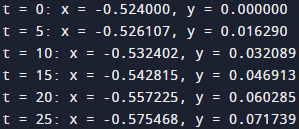 t = 0: x = -0.524000, y = 0.000000
t = 5: x = -0.526107, y = 0.016290
t = 10: x = -0.532402, y = 0.032089
t = 15: x = -0.542815, y = 0.046913
t = 20: x = -0.557225, y = 0.060285
t = 25: x = -0.575468, y = 0.071739